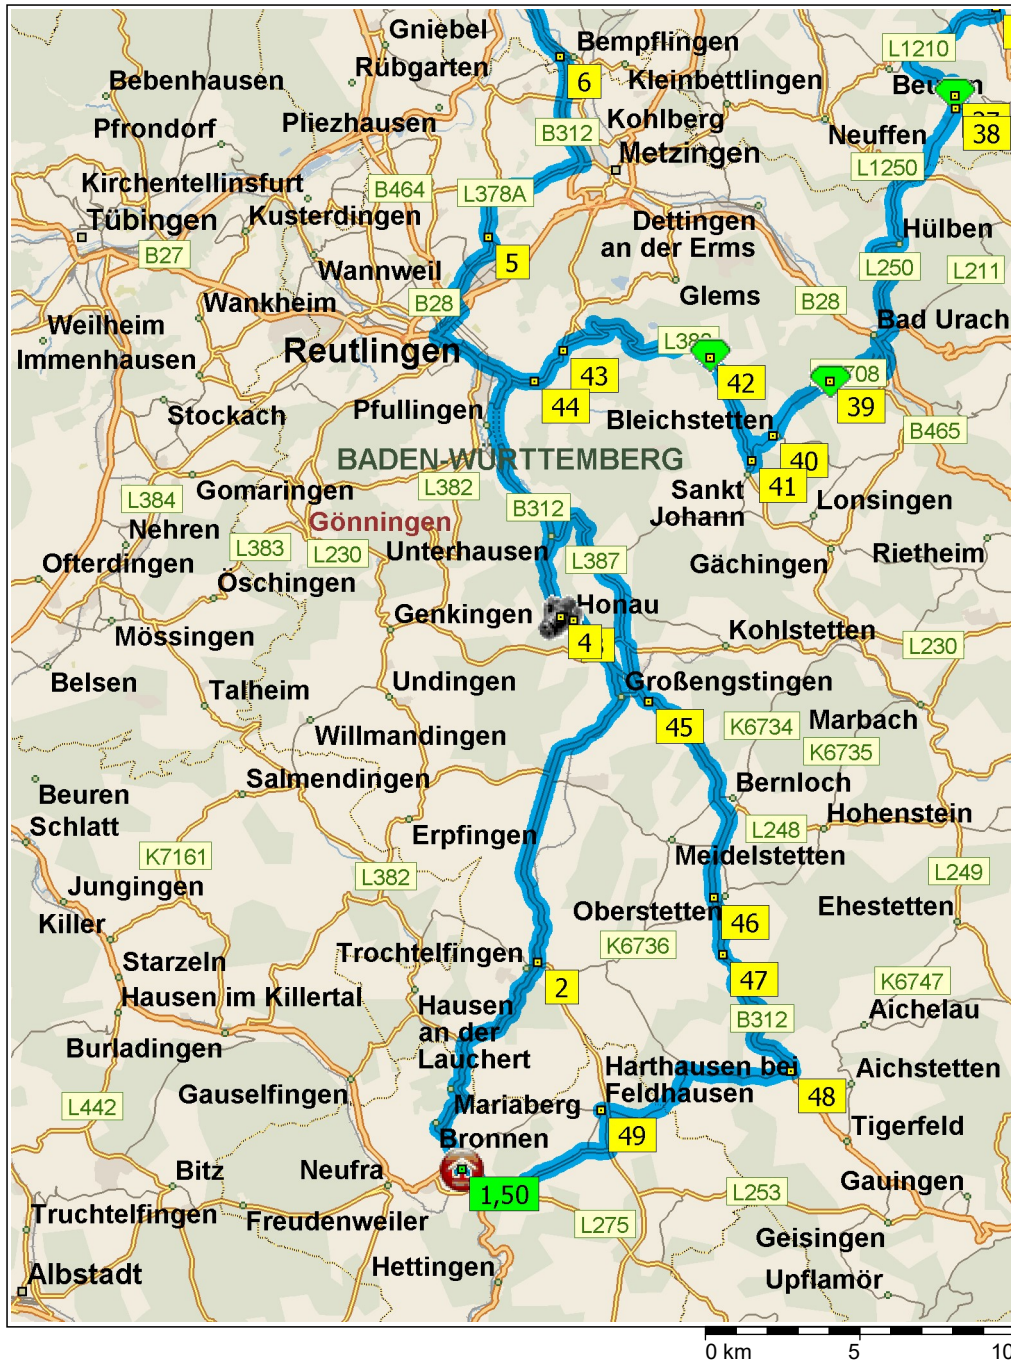 Gniebel
Bempflingen
L1210
Rübgarten
6
Kleinbettlingen
Bebenhausen
38
Pliezhausen
Kohlberg
Pfrondorf
B312
Neuffen
Metzingen
L1250
Kirchentellinsfurt
B464
L378A
Tübingen
Kusterdingen
Dettingen
an der Erms
Hülben
B27
5
L250
L211
Wannweil
Glems
B28
Wankheim
B28
Weilheim
Bad Urach
Immenhausen
Reutlingen
43
42
39
44
Stockach
Pfullingen
Bleichstetten
B465
BADEN-WÜRTTEMBERG
40
41
Gomaringen
L382
Sankt
Johann
Lonsingen
L384
B312
Nehren
Gönningen
L383
L230
Unterhausen
L387
Rietheim
Ofterdingen
Gächingen
Öschingen
Honau
Genkingen
4
Mössingen
Kohlstetten
L230
Belsen
Undingen
Großengstingen
Talheim
45
K6734
Marbach
Willmandingen
K6735
Salmendingen
Bernloch
Beuren
Schlatt
Hohenstein
Erpfingen
L248
K7161
Meidelstetten
L382
L249
Jungingen
Killer
Oberstetten
46
Ehestetten
K6736
Trochtelfingen
Starzeln
47
2
K6747
Hausen im Killertal
Hausen
an der
Lauchert
Aichelau
B312
Burladingen
Harthausen bei
Feldhausen
Aichstetten
Gauselfingen
48
L442
Mariaberg
49
Tigerfeld
Bronnen
Bitz
Neufra
Gauingen
1,50
L253
Truchtelfingen
Freudenweiler
L275
Geisingen
Albstadt
Hettingen
Upflamör
0 km
5
10